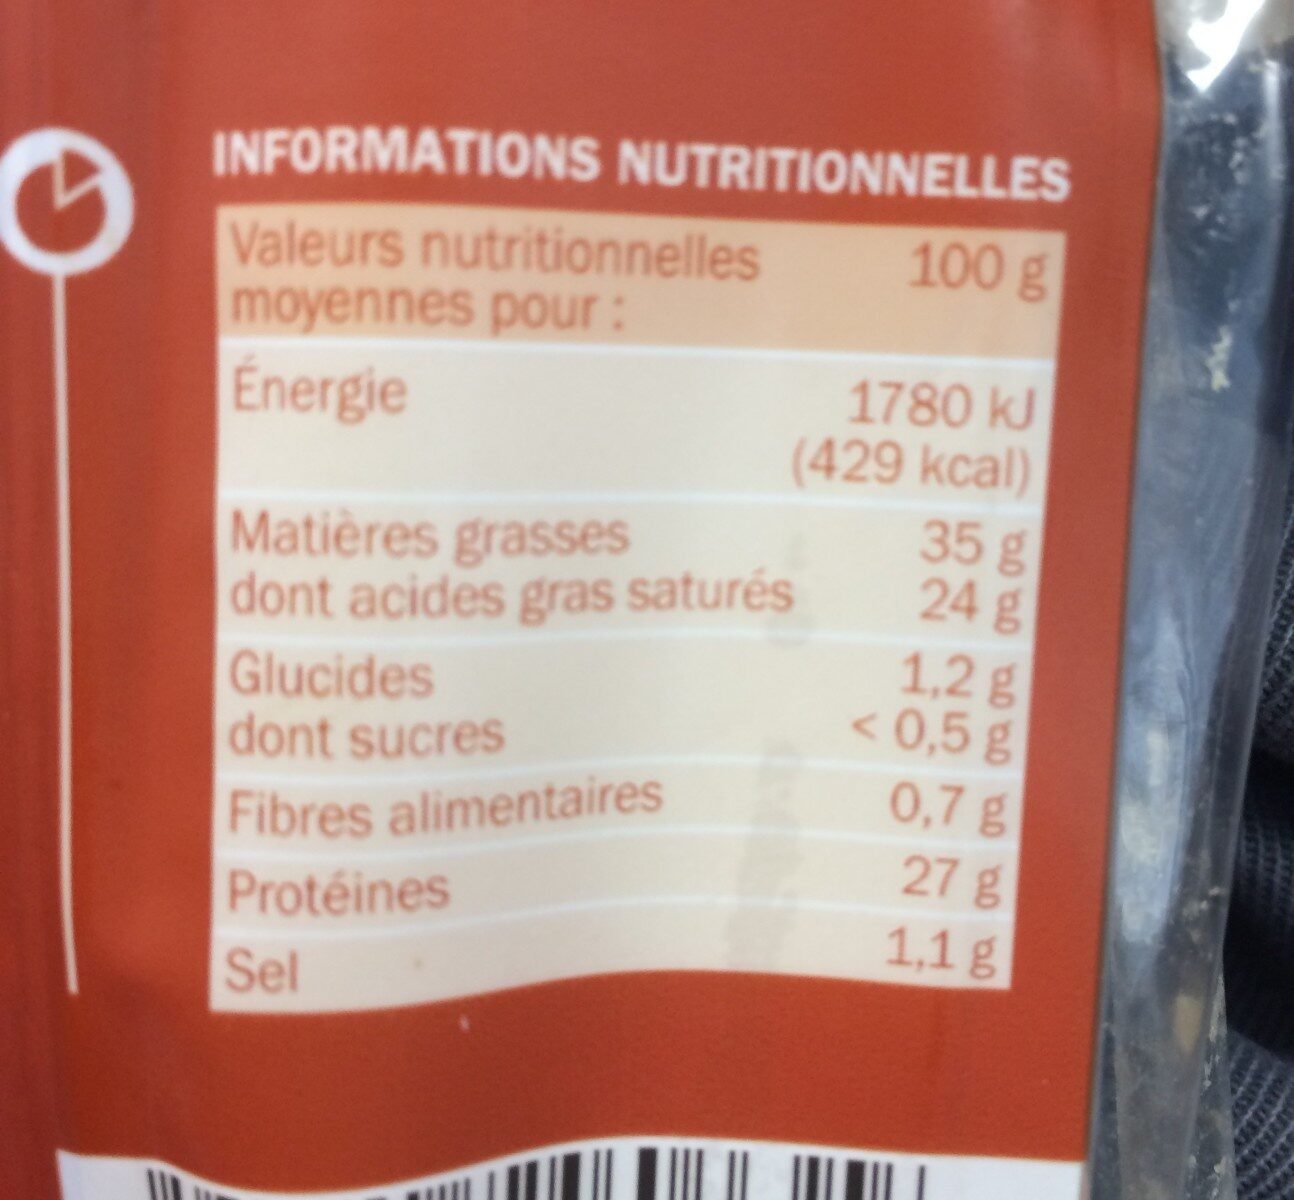 INFORMATIONS NUTRITIONNELLES
Valeurs nutritionnelles 100 g
moyennes pour :
Énergie 1780 kJ
(429 kcal)
Matières grasses 35 g
dont acides gras saturés 24 g
Glucides 1,2 g
dont sucres < 0,5 g
Fibres alimentaires 0,7 g
Protéines 27 g
Sel 1,1 g